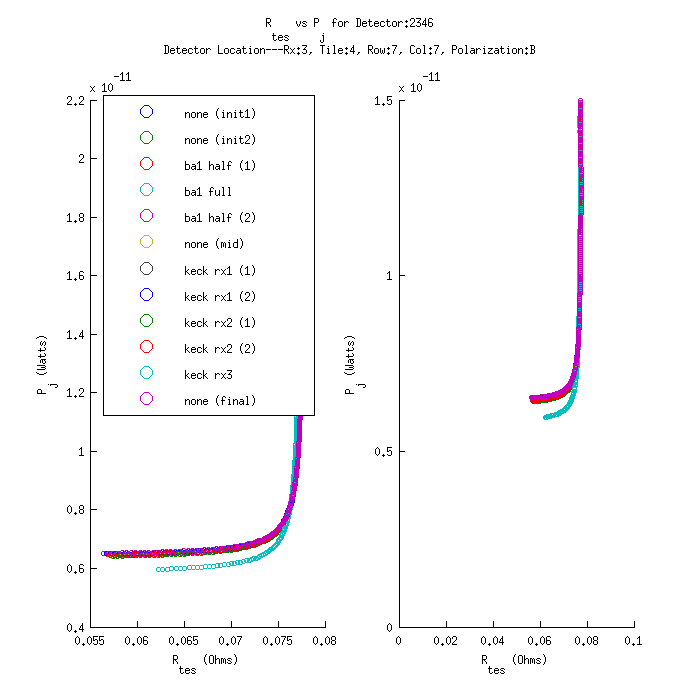 R    vs P  for Detector:2346
tes    j
Detector Location---Rx:3, Tile:4, Row:7, Col:7, Polarization:B
x 10-11
2.2
2
1.8
1.6
1.4
1.2
1
0.8
0.6
0.4
P j (Watts)
0.055 0.06 0.065 0.07 0.075 0.08
R tes (Ohms)
none (init1)
none (init2)
ba1 half (1)
ba1 full
ba1 half (2)
none (mid)
keck rx1 (1)
keck rx1 (2)
keck rx2 (1)
keck rx2 (2)
keck rx3
none (final)
x 10-11
1.5
1
0.5
0
P j (Watts)
0 0.02 0.04 0.06 0.08 0.1
R tes (Ohms)